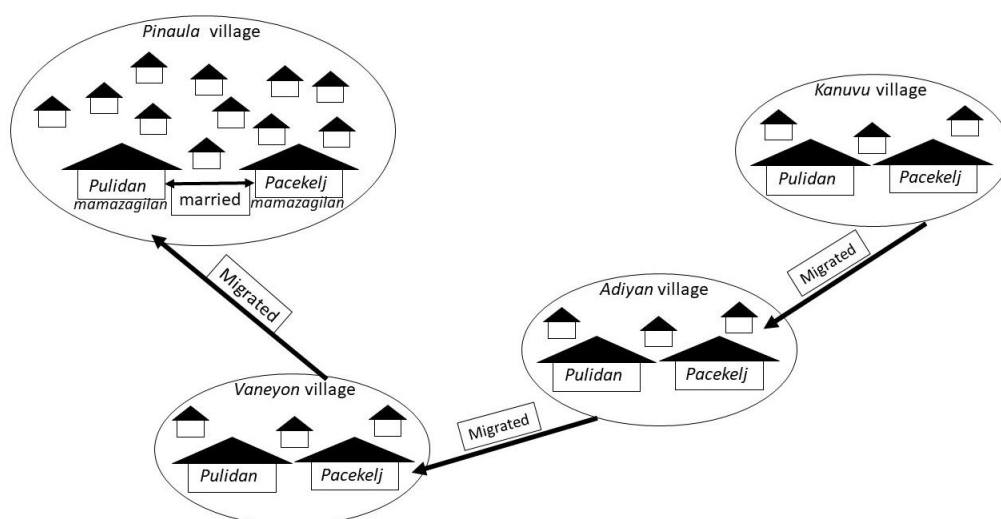 Pinaula village
Pulidan
mamazagilan
married
Pacekelj
mamazagilan
Kanuvu village
Pulidan
Pacekelj
Migrated
Adiyan village
Pulidan
Pacekelj
Migrated
Migrated
Vaneyon village
Pulidan
Pacekelj